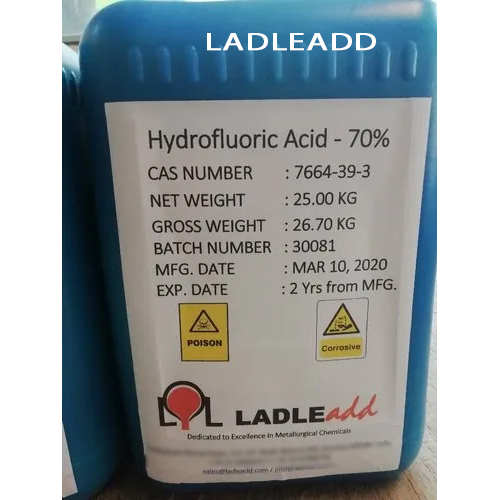 LADLEADD
Hydrofluoric Acid - 70%
CAS NUMBER : 7664-39-3
NET WEIGHT : 25.00 KG
GROSS WEIGHT : 26.70 KG
BATCH NUMBER : 30081
MFG. DATE : MAR 10, 2020
EXP. DATE : 2 Yrs from MFG.
POISON
Corrosive
LADLEadd
Dedicated to Excellence in Metallurgical Chemicals